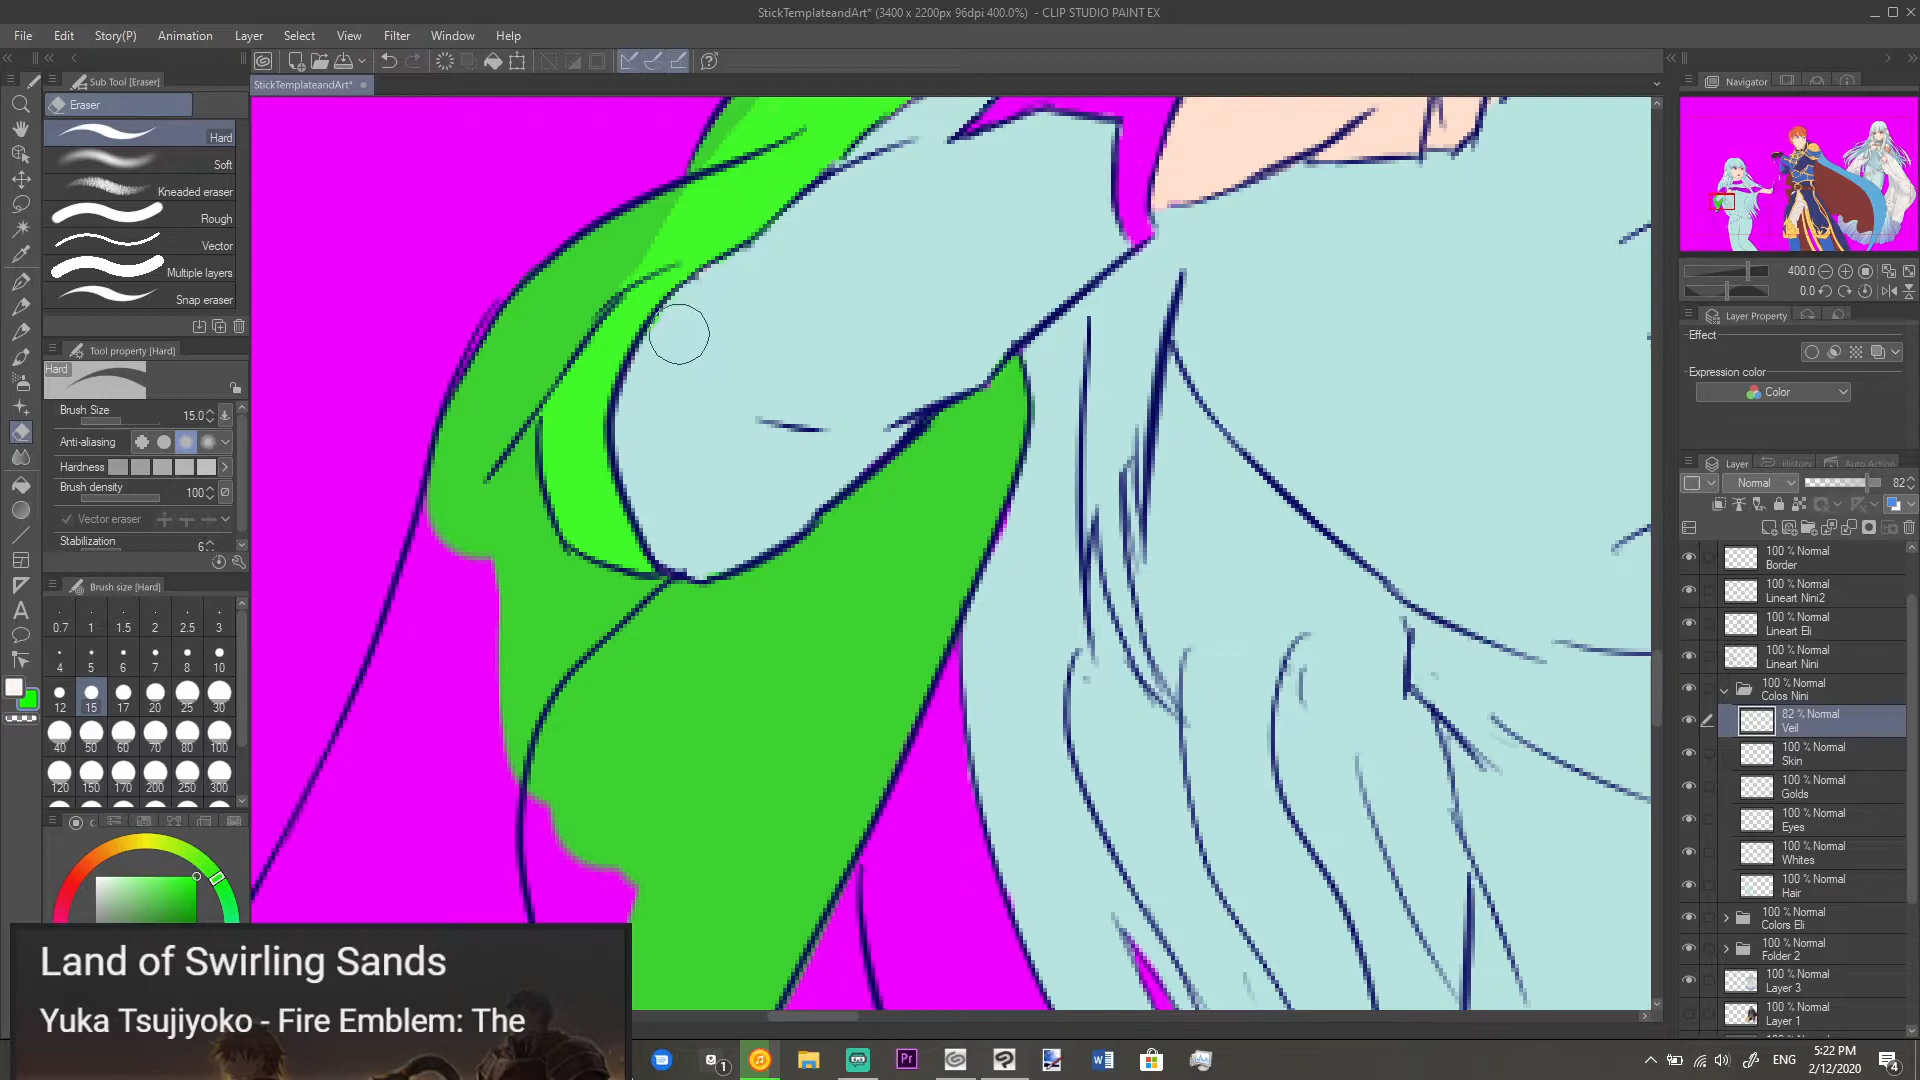 StickTemplateandArt* (3400 x 2200px 96dpi 400.0%) - CLIP STUDIO PAINT EX
File Edit Story(P) Animation Layer Select View Filter Window Help
Sub Tool [Eraser]
StickTemplateandArt*
Navigator
Eraser
Hard
Soft
Kneaded eraser
Rough
Vector
Multiple layers
Snap eraser
Tool property [Hard]
Hard
Brush Size 15.0
Anti-aliasing
Hardness
Brush density 100
Vector eraser
Stabilization 6
Brush size [Hard]
0.7 1 1.5 2 2.5 3
4 5 6 7 8 10
12 15 17 20 25 30
40 50 60 70 80 100
120 150 170 200 250 300
400.0
0.0
Layer Property
Effect
Expression color
Color
Layer History Auto Action
Normal 82
100 % Normal
Border
100 % Normal
Lineart Nini2
100 % Normal
Lineart Eli
100 % Normal
Lineart Nini
100 % Normal
Colos Nini
82 % Normal
Veil
100 % Normal
Skin
100 % Normal
Golds
100 % Normal
Eyes
100 % Normal
Whites
100 % Normal
Hair
100 % Normal
Colors Eli
100 % Normal
Folder 2
100 % Normal
Layer 3
100 % Normal
Layer 1
Land of Swirling Sands
Yuka Tsujiyoko - Fire Emblem: The
1
Pr
ENG
5:22 PM
2/12/2020
4